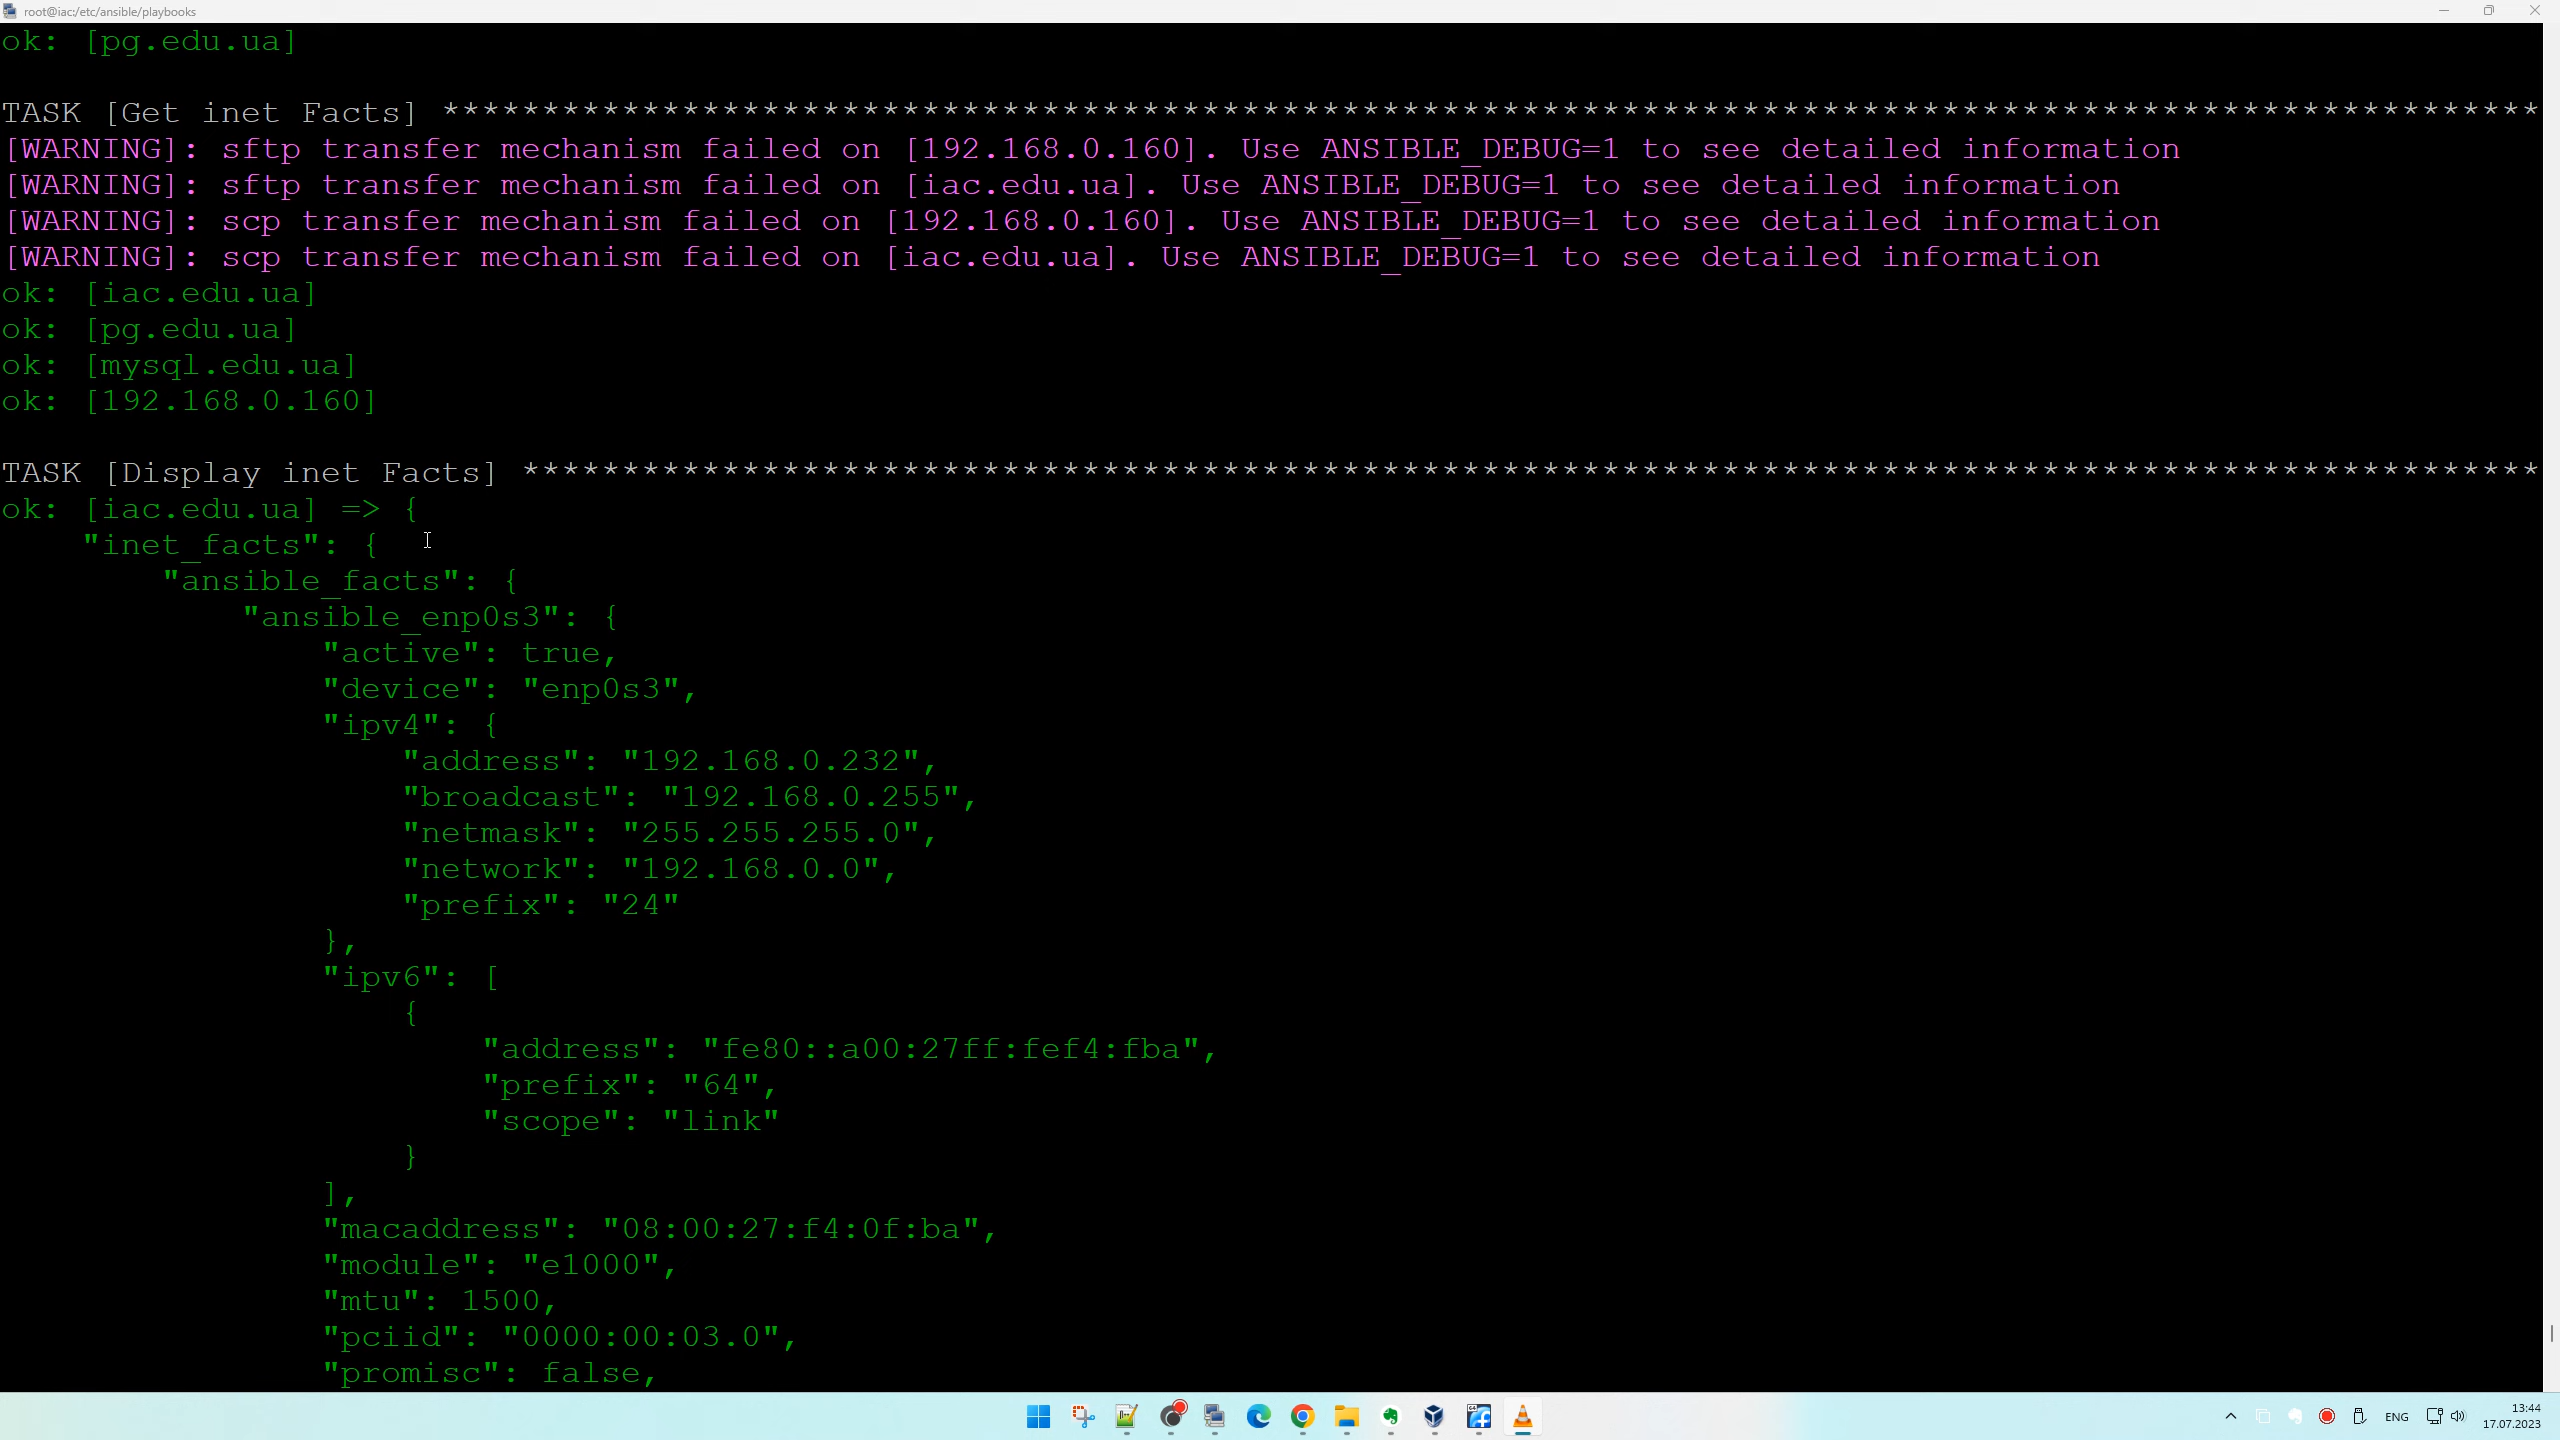 root@iac:/etc/ansible/playbooks
ok: [pg.edu.ua]
TASK [Get inet Facts] *********************************************************************************************************
[WARNING]: sftp transfer mechanism failed on [192.168.0.160]. Use ANSIBLE_DEBUG=1 to see detailed information
[WARNING]: sftp transfer mechanism failed on [iac.edu.ua]. Use ANSIBLE_DEBUG=1 to see detailed information
[WARNING]: scp transfer mechanism failed on [192.168.0.160]. Use ANSIBLE_DEBUG=1 to see detailed information
[WARNING]: scp transfer mechanism failed on [iac.edu.ua]. Use ANSIBLE_DEBUG=1 to see detailed information
ok: [iac.edu.ua]
ok: [pg.edu.ua]
ok: [mysql.edu.ua]
ok: [192.168.0.160]
TASK [Display inet Facts] *****************************************************************************************************
ok: [iac.edu.ua] => {
"inet_facts": {
"ansible_facts": {
"ansible_enp0s3": {
"active": true,
"device": "enp0s3",
"ipv4": {
"address": "192.168.0.232",
"broadcast": "192.168.0.255",
"netmask": "255.255.255.0",
"network": "192.168.0.0",
"prefix": "24"
},
"ipv6": [
{
"address": "fe80::a00:27ff:fef4:fba",
"prefix": "64",
"scope": "link"
}
],
"macaddress": "08:00:27:f4:0f:ba",
"module": "e1000",
"mtu": 1500,
"pciid": "0000:00:03.0",
"promisc": false,
ENG
13:44
17.07.2023